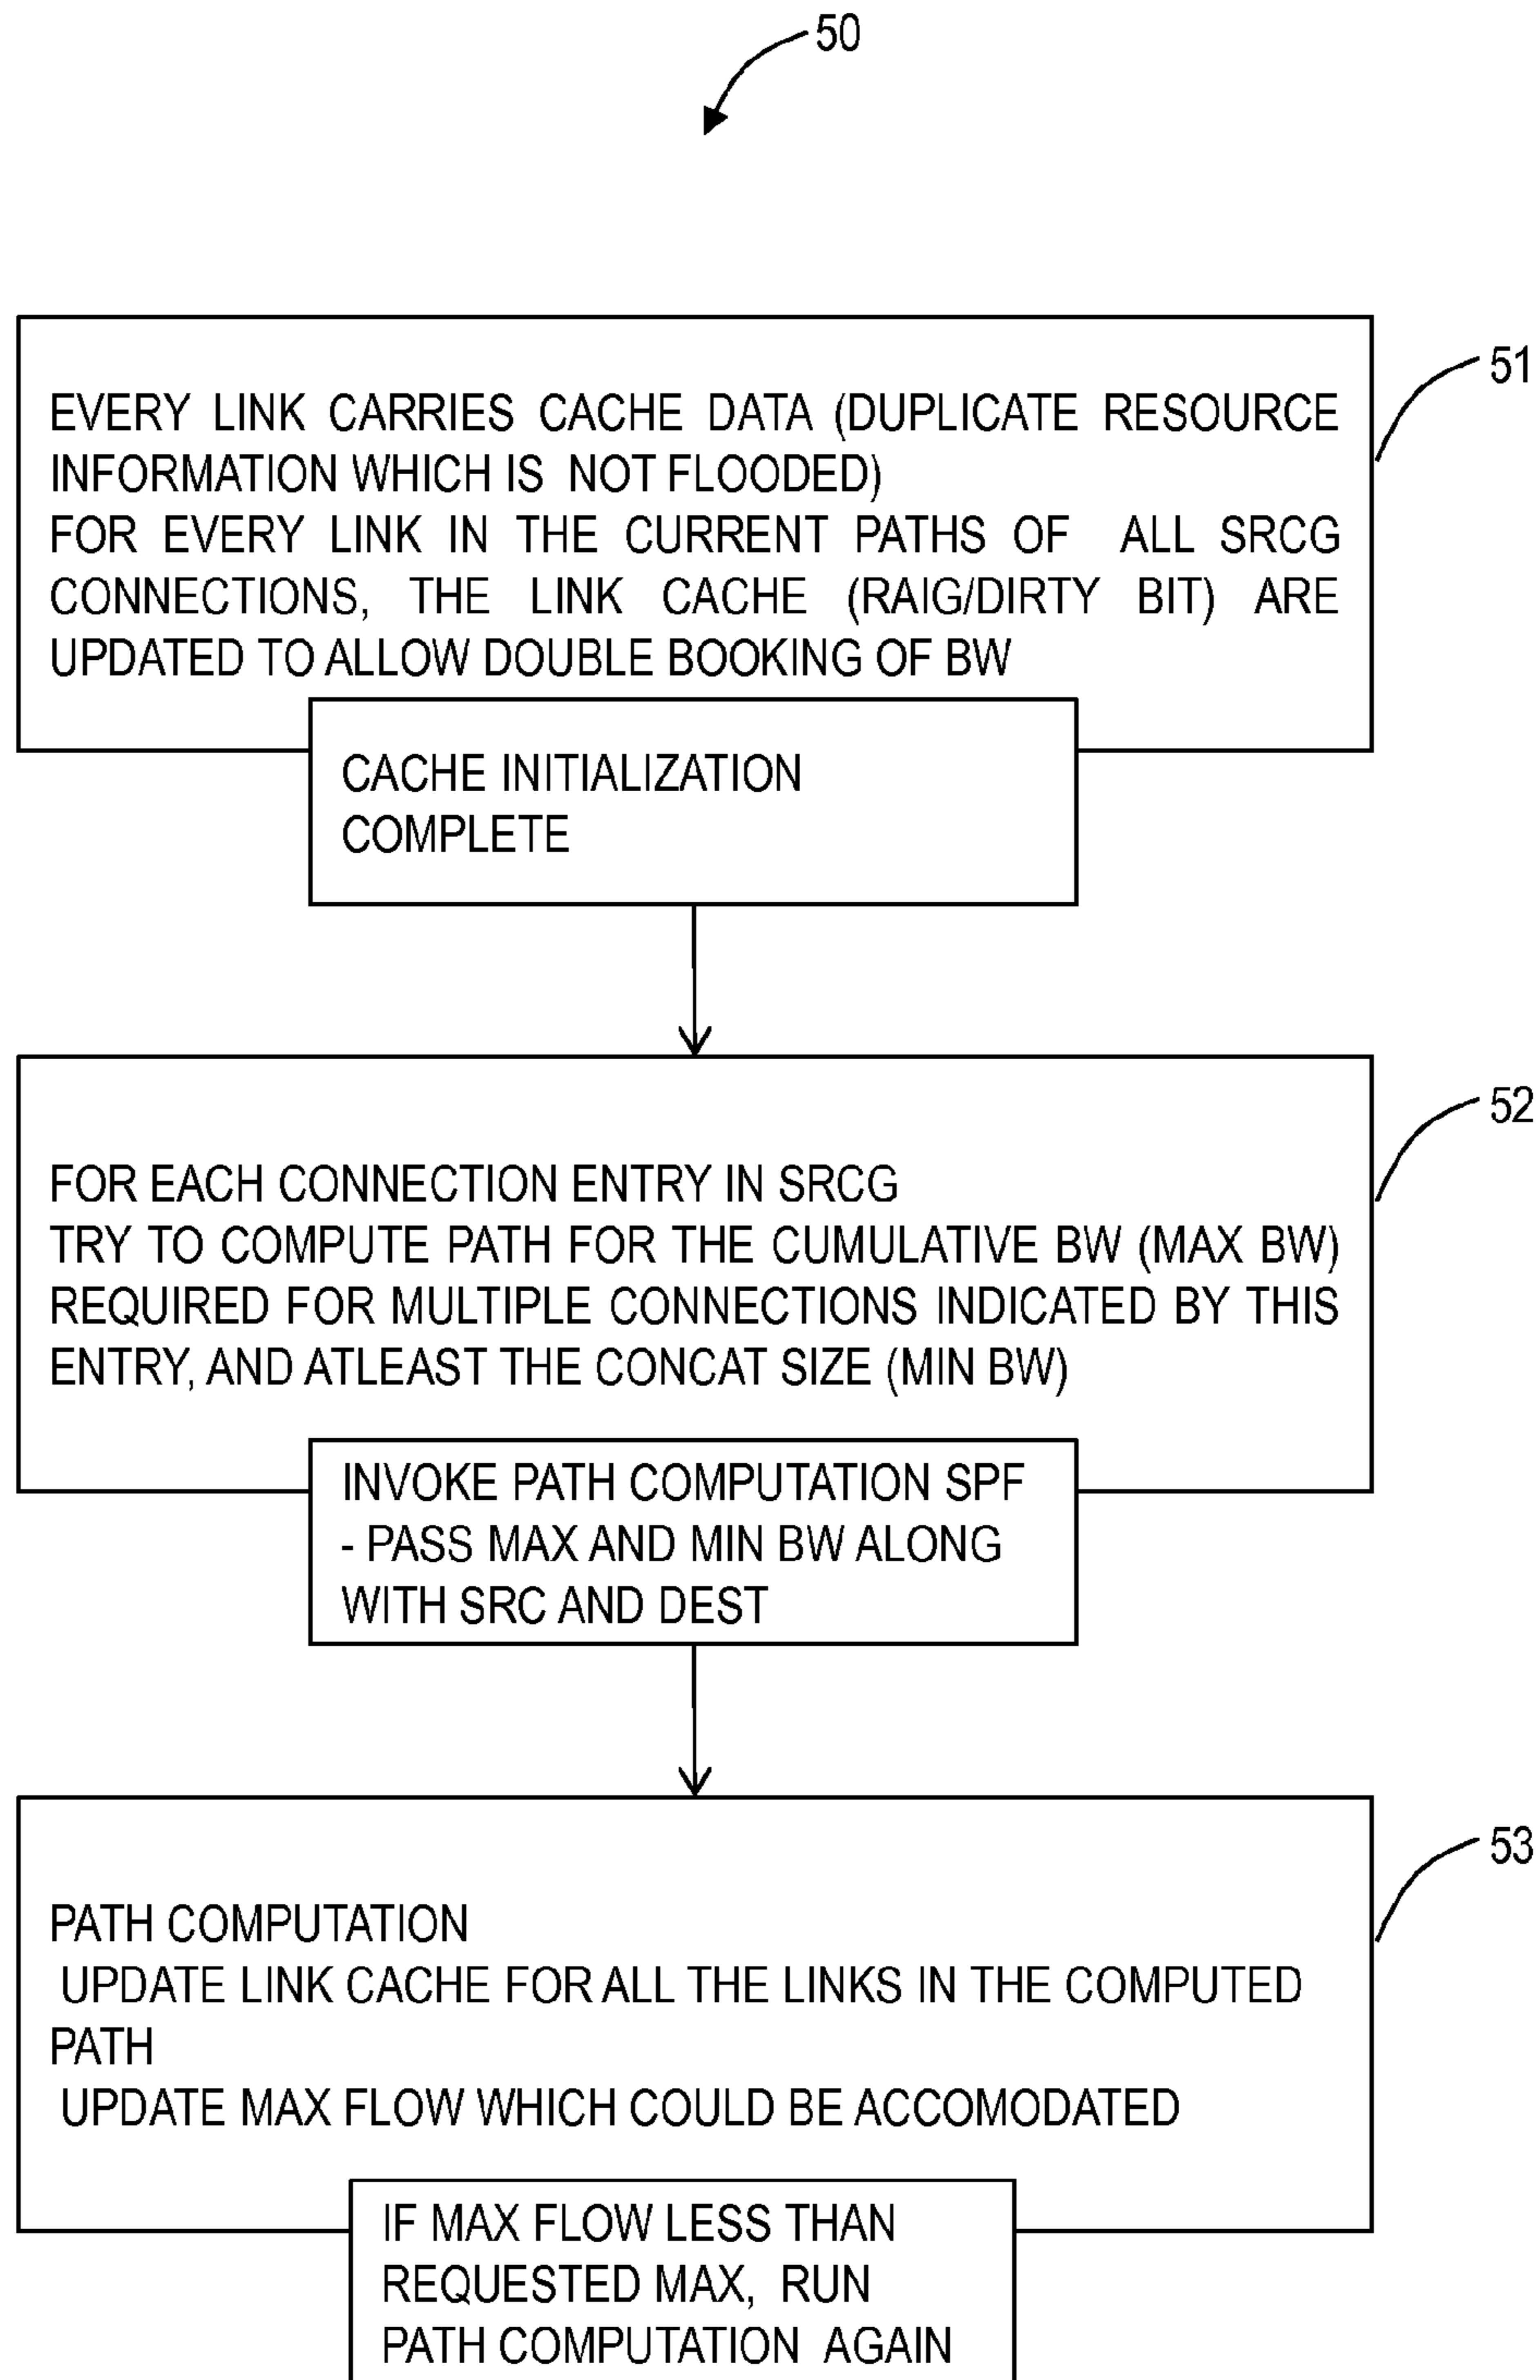 50
51
EVERY LINK CARRIES CACHE DATA (DUPLICATE RESOURCE
INFORMATION WHICH IS NOT FLOODED)
FOR EVERY LINK IN THE CURRENT PATHS OF ALL SRCG
CONNECTIONS, THE LINK CACHE (RAIG/DIRTY BIT) ARE
UPDATED TO ALLOW DOUBLE BOOKING OF BW
CACHE INITIALIZATION
COMPLETE
52
FOR EACH CONNECTION ENTRY IN SRCG
TRY TO COMPUTE PATH FOR THE CUMULATIVE BW (MAX BW)
REQUIRED FOR MULTIPLE CONNECTIONS INDICATED BY THIS
ENTRY, AND ATLEAST THE CONCAT SIZE (MIN BW)
INVOKE PATH COMPUTATION SPF
- PASS MAX AND MIN BW ALONG
WITH SRC AND DEST
53
PATH COMPUTATION
UPDATE LINK CACHE FOR ALL THE LINKS IN THE COMPUTED
PATH
UPDATE MAX FLOW WHICH COULD BE ACCOMODATED
IF MAX FLOW LESS THAN
REQUESTED MAX, RUN
PATH COMPUTATION AGAIN